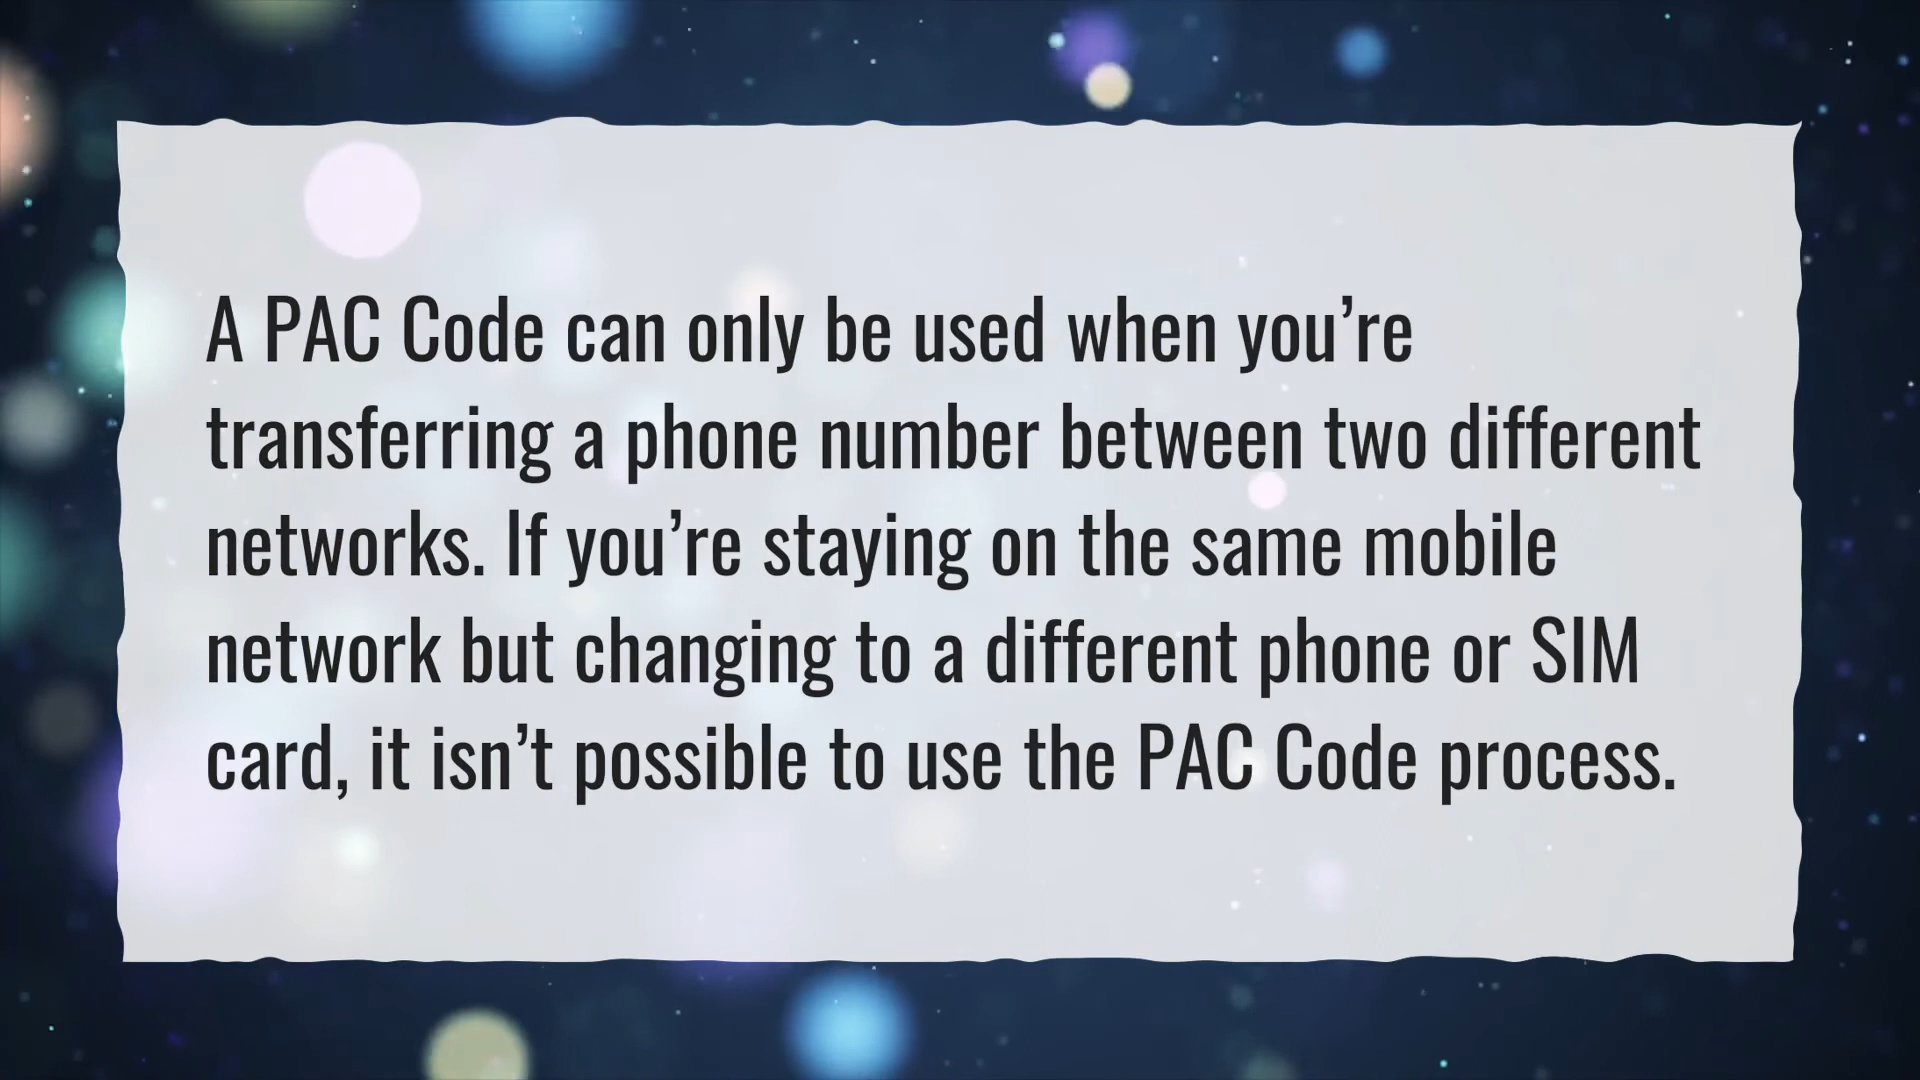 A PAC Code can only be used when you’re
transferring a phone number between two different
networks. If you’re staying on the same mobile
network but changing to a different phone or SIM
card, it isn’t possible to use the PAC Code process.